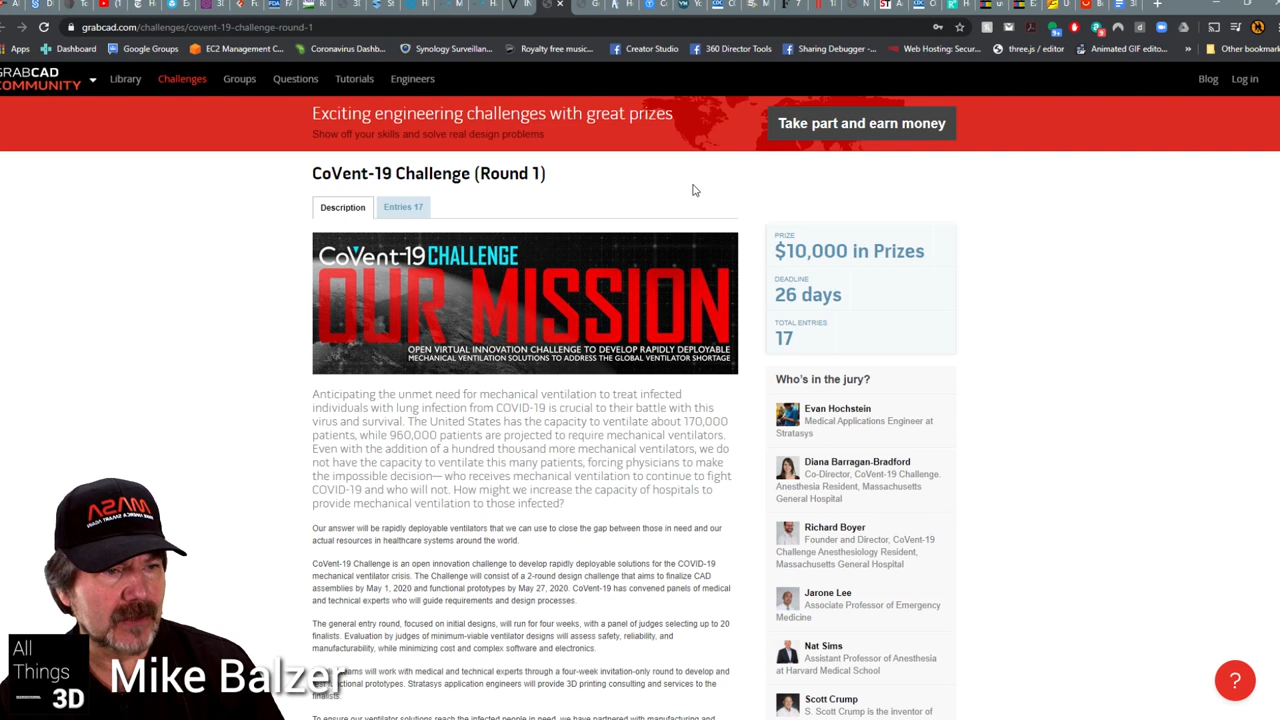 grabcad.com/challenges/covent-19-challenge-round-1
Apps Dashboard Google Groups EC2 Management C... Coronavirus Dashb... Synology Surveillan... Royalty free music... Creator Studio 360 Director Tools Sharing Debugger -... Web Hosting: Secur... three.js / editor Animated GIF edito... » Other bookmark
GRABCAD
COMMUNITY
Library Challenges Groups Questions Tutorials Engineers Blog Log in
Exciting engineering challenges with great prizes
Show off your skills and solve real design problems
Take part and earn money
CoVent-19 Challenge (Round 1)
Description Entries 17
CoVent-19 CHALLENGE
OUR MISSION
OPEN VIRTUAL INNOVATION CHALLENGE TO DEVELOP RAPIDLY DEPLOYABLE
MECHANICAL VENTILATION SOLUTIONS TO ADDRESS THE GLOBAL VENTILATOR SHORTAGE
Anticipating the unmet need for mechanical ventilation to treat infected
individuals with lung infection from COVID-19 is crucial to their battle with this
virus and survival. The United States has the capacity to ventilate about 170,000
patients, while 960,000 patients are projected to require mechanical ventilators.
Even with the addition of a hundred thousand more mechanical ventilators, we do
not have the capacity to ventilate this many patients, forcing physicians to make
the impossible decision— who receives mechanical ventilation to continue to fight
COVID-19 and who will not. How might we increase the capacity of hospitals to
provide mechanical ventilation to those infected?
Our answer will be rapidly deployable ventilators that we can use to close the gap between those in need and our
actual resources in healthcare systems around the world.
CoVent-19 Challenge is an open innovation challenge to develop rapidly deployable solutions for the COVID-19
mechanical ventilator crisis. The Challenge will consist of a 2-round design challenge that aims to finalize CAD
assemblies by May 1, 2020 and functional prototypes by May 27, 2020. CoVent-19 has convened panels of medical
and technical experts who will guide requirements and design processes.
The general entry round, focused on initial designs, will run for four weeks, with a panel of judges selecting up to 20
finalists. Evaluation by judges of minimum-viable ventilator designs will assess safety, reliability, and
manufacturability, while minimizing cost and complex software and electronics.
ams will work with medical and technical experts through a four-week invitation-only round to develop and
functional prototypes. Stratasys application engineers will provide 3D printing consulting and services to the
finalists.
To ensure our ventilator solutions reach the infected people in need, we have partnered with manufacturing and
PRIZE
$10,000 in Prizes
DEADLINE
26 days
TOTAL ENTRIES
17
Who's in the jury?
Evan Hochstein
Medical Applications Engineer at
Stratasys
Diana Barragan-Bradford
Co-Director, CoVent-19 Challenge.
Anesthesia Resident, Massachusetts
General Hospital
Richard Boyer
Founder and Director, CoVent-19
Challenge Anesthesiology Resident,
Massachusetts General Hospital
Jarone Lee
Associate Professor of Emergency
Medicine
Nat Sims
Assistant Professor of Anesthesia
at Harvard Medical School
Scott Crump
S. Scott Crump is the inventor of
?
All
Things
3D
Mike Balzer